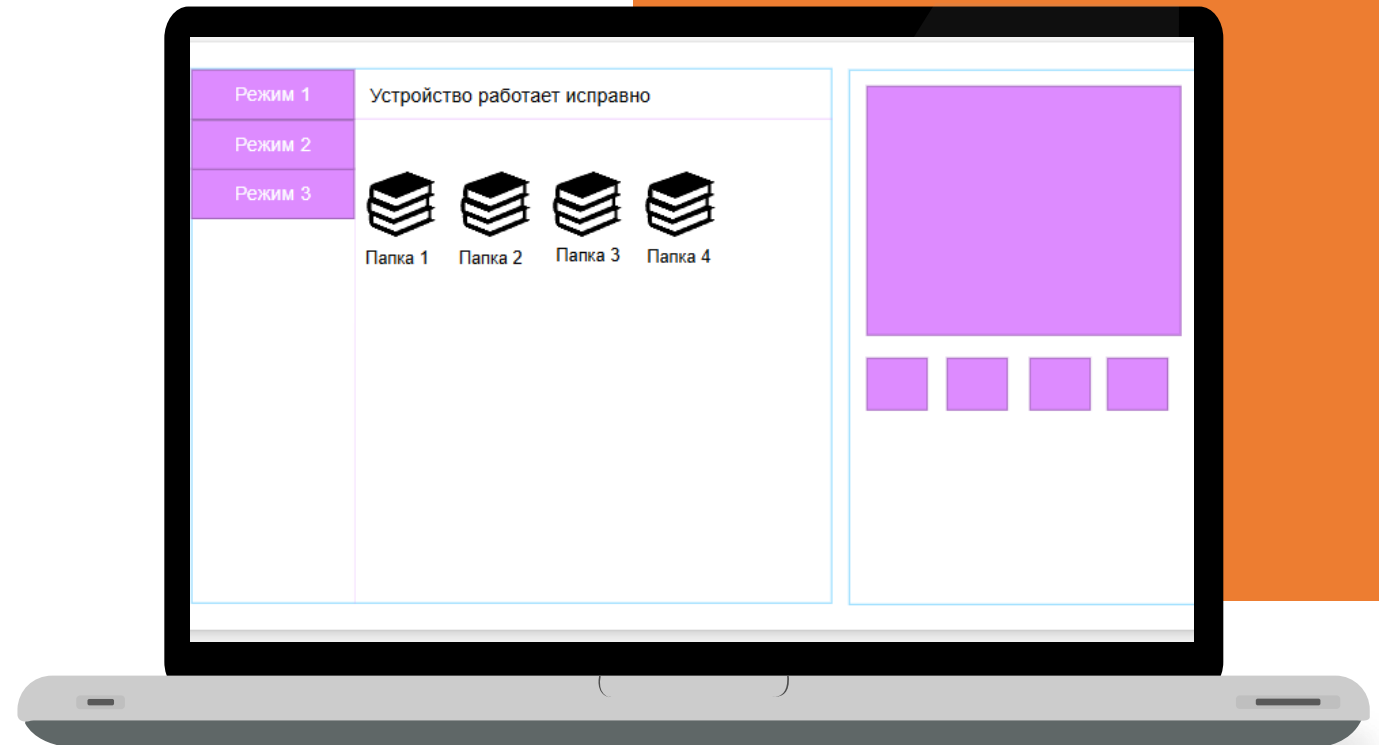 Режим 1
Устройство работает исправно
Режим 2
Режим 3
Папка 1
Папка 2
Папка 3
Папка 4